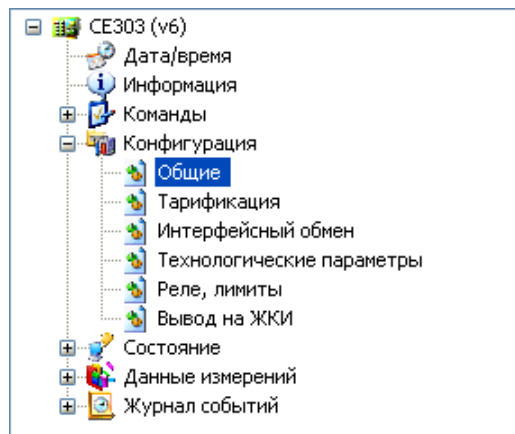 CE303 (v6)
Дата/время
Информация
Команды
Конфигурация
Общие
Тарификация
Интерфейсный обмен
Технологические параметры
Реле, лимиты
Вывод на ЖКИ
Состояние
Данные измерений
Журнал событий